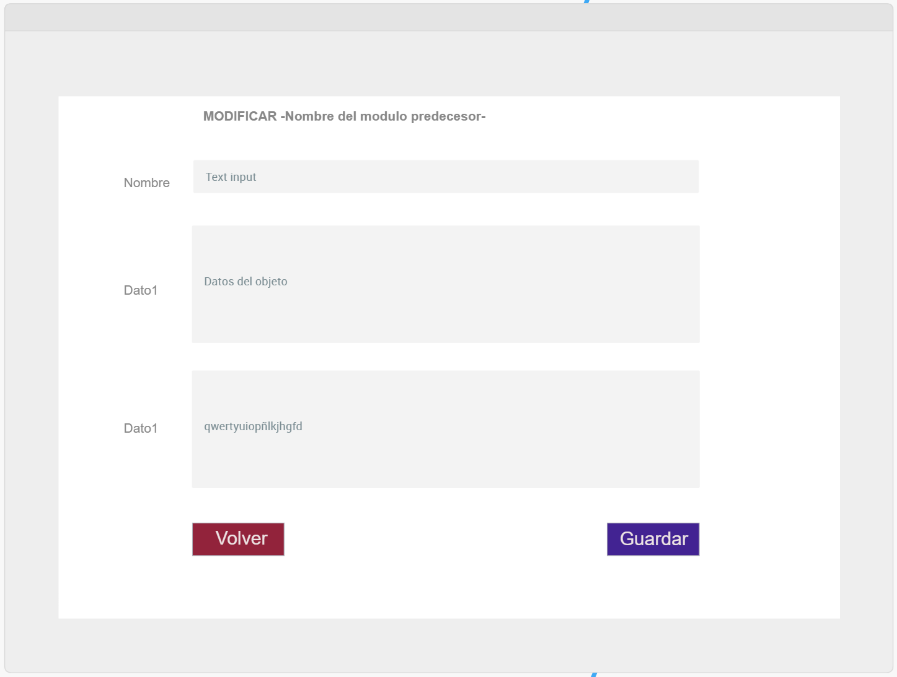 MODIFICAR -Nombre del modulo predecesor-
Nombre
Text input
Dato1
Datos del objeto
Dato1
qwertyuiopñlkjhgfd
Volver
Guardar